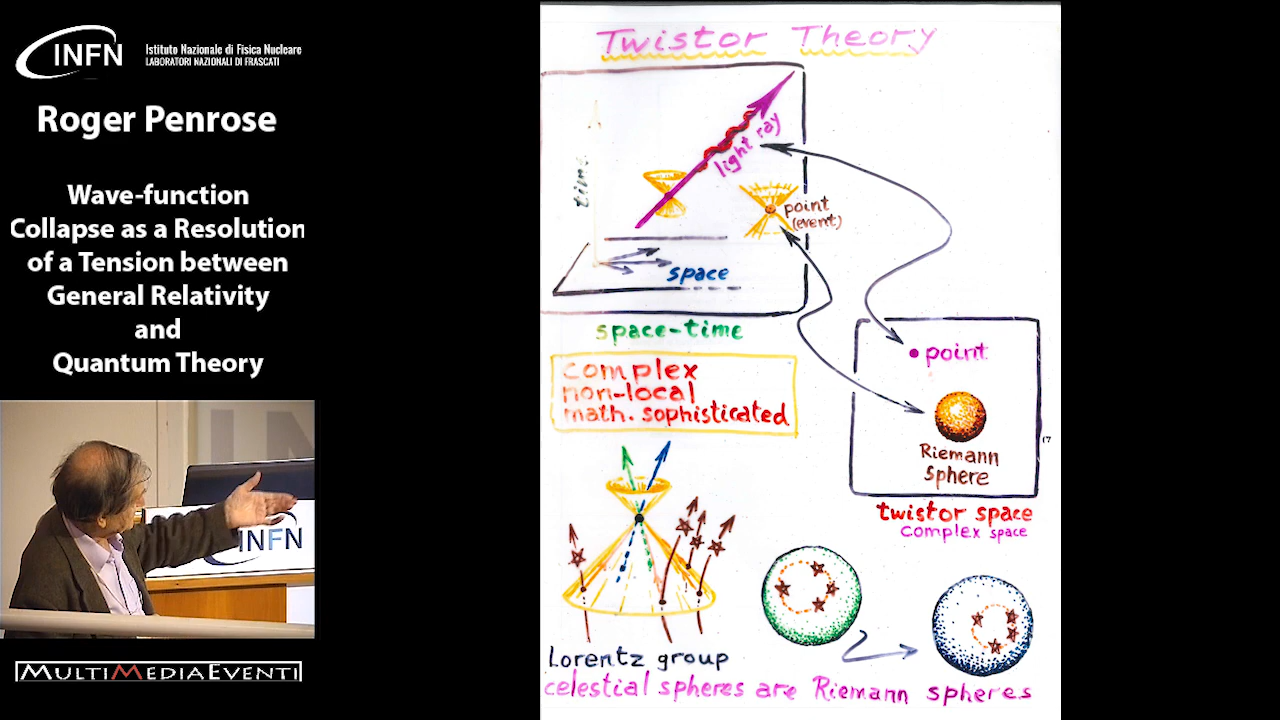 INFN
Istituto Nazionale di Fisica Nucleare
LABORATORI NAZIONALI DI FRASCATI
Roger Penrose
Wave-function
Collapse as a Resolution
of a Tension between
General Relativity
and
Quantum Theory
INFN
MULTIMEDIAEVENTI
Twistor Theory
time
light ray
point
(event)
space
space-time
complex
non-local
math. sophisticated
point
Riemann
sphere
17
twistor space
complex space
Lorentz group
celestial spheres are Riemann spheres